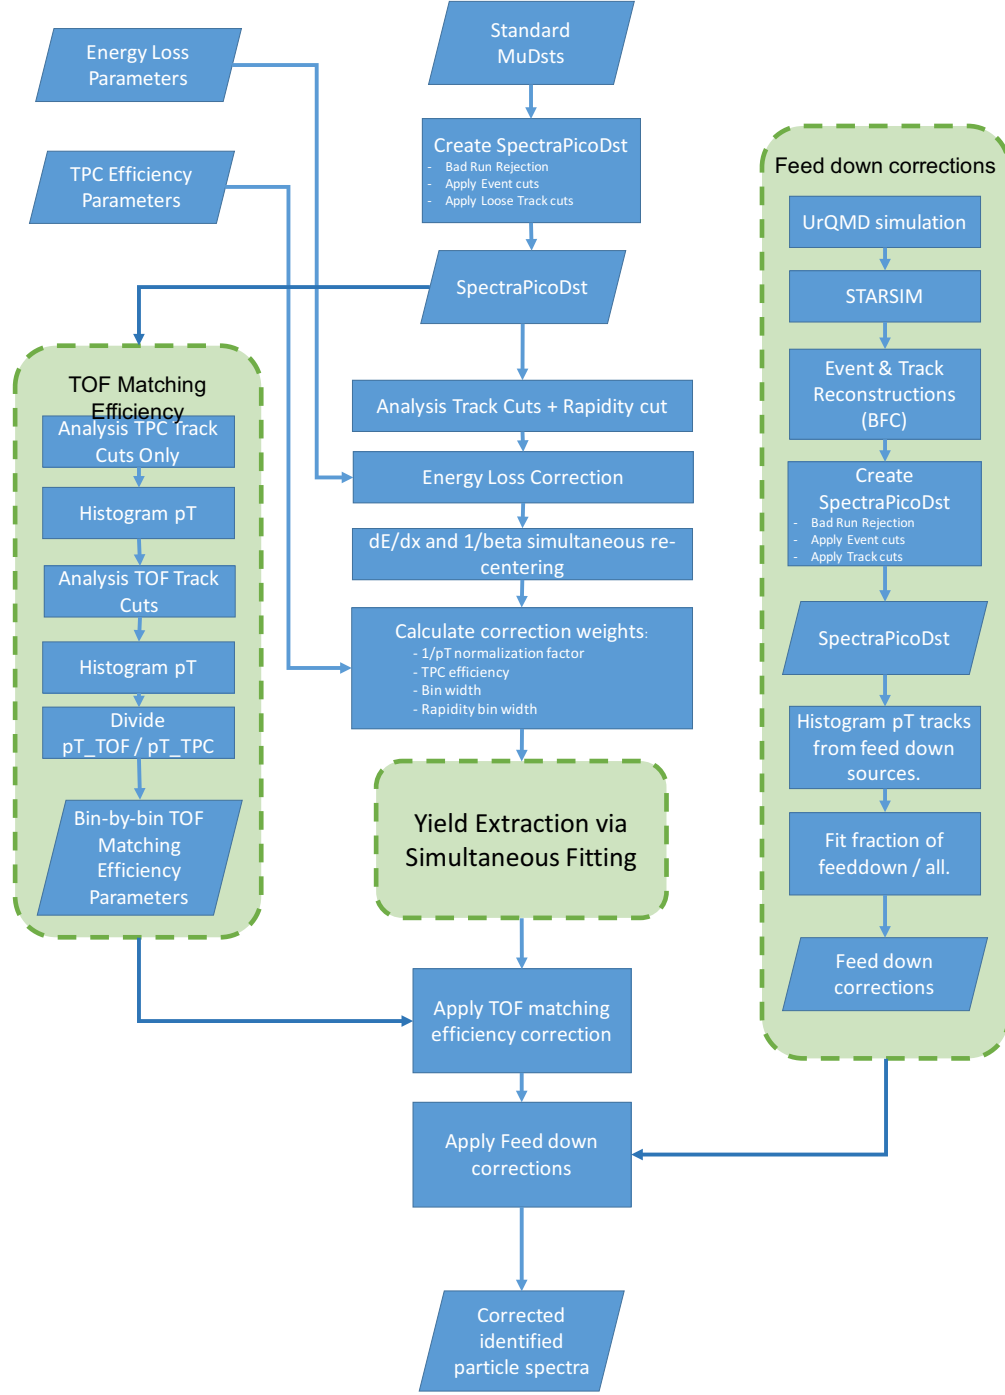 Energy Loss
Parameters
TPC Efficiency
Parameters
Standard
MuDsts
Create SpectraPicoDst
- Bad Run Rejection
- Apply Event cuts
- Apply Loose Track cuts
SpectraPicoDst
TOF Matching
Efficiency
Analysis TPC Track
Cuts Only
Histogram pT
Analysis TOF Track
Cuts
Histogram pT
Divide
pT_TOF / pT_TPC
Bin-by-bin TOF
Matching
Efficiency
Parameters
Analysis Track Cuts + Rapidity cut
Energy Loss Correction
dE/dx and 1/beta simultaneous re-
centering
Calculate correction weights:
- 1/pT normalization factor
- TPC efficiency
- Bin width
- Rapidity bin width
Yield Extraction via
Simultaneous Fitting
Apply TOF matching
efficiency correction
Apply Feed down
corrections
Corrected
identified
particle spectra
Feed down corrections
UrQMD simulation
STARSIM
Event & Track
Reconstructions
(BFC)
Create
SpectraPicoDst
- Bad Run Rejection
- Apply Event cuts
- Apply Track cuts
SpectraPicoDst
Histogram pT tracks
from feed down
sources.
Fit fraction of
feeddown / all.
Feed down
corrections